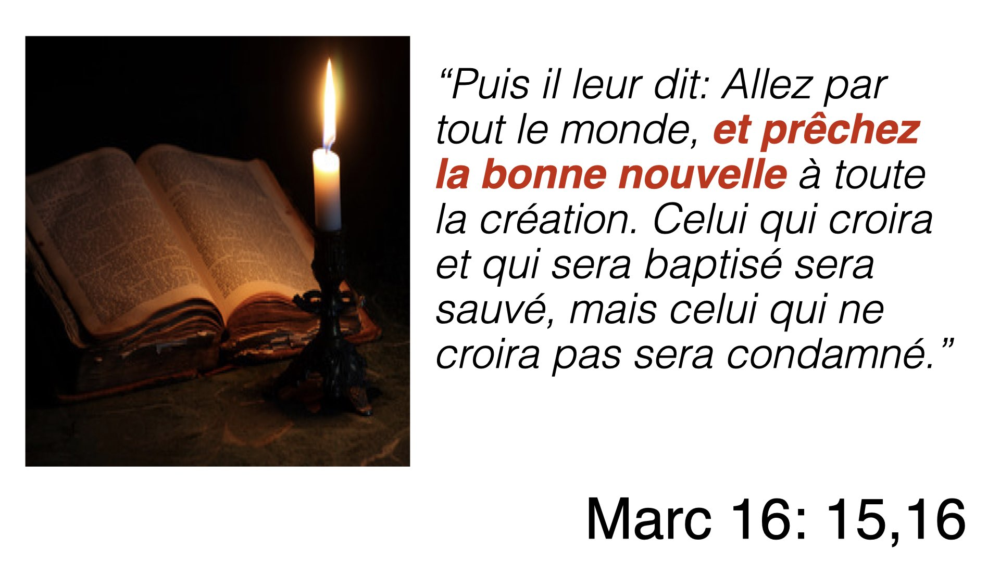 “Puis il leur dit: Allez par
tout le monde, et prêchez
la bonne nouvelle à toute
la création. Celui qui croira
et qui sera baptisé sera
sauvé, mais celui qui ne
croira pas sera condamné.”
Marc 16: 15,16